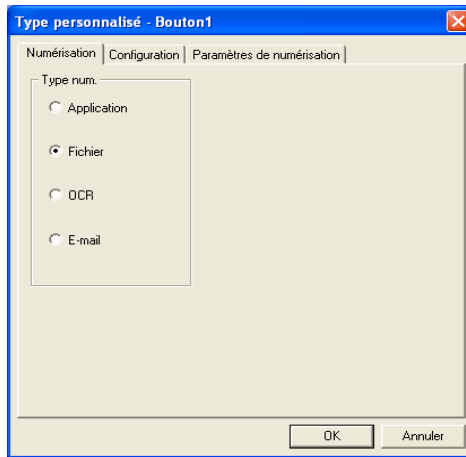 Type personnalisé - Bouton1
Numérisation Configuration Paramètres de numérisation
Type num.
Application
Fichier
OCR
E-mail
OK Annuler